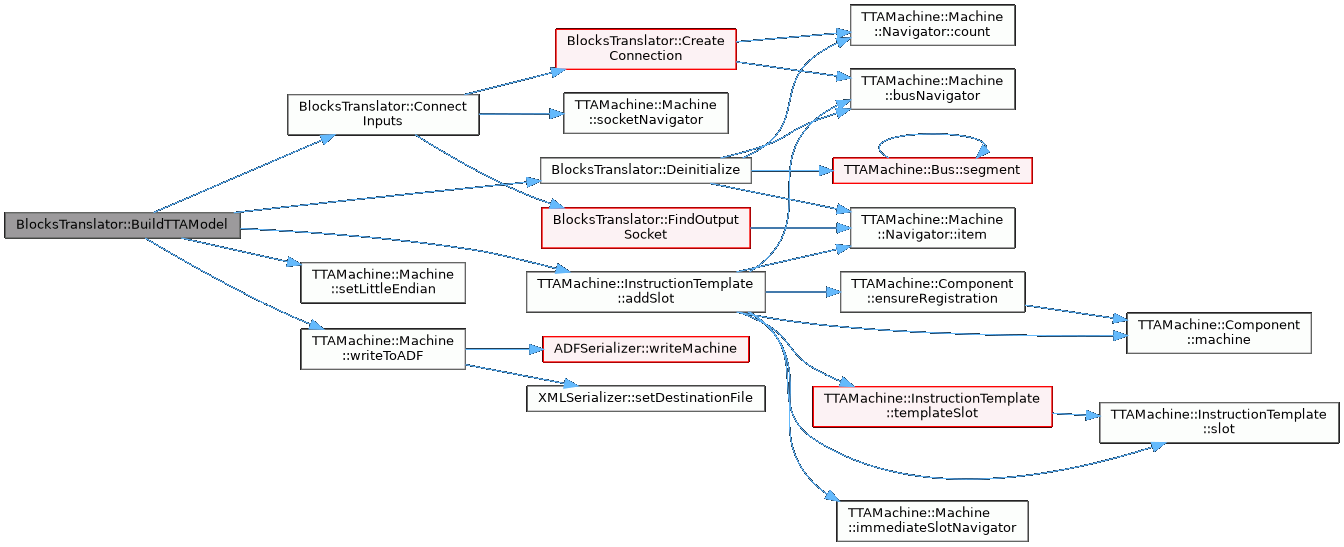 BlocksTranslator::BuildTTAModel
BlocksTranslator::Connect
Inputs
TTAMachine::Machine
::setLittleEndian
TTAMachine::Machine
::writeToADF
BlocksTranslator::Create
Connection
TTAMachine::Machine
::socketNavigator
BlocksTranslator::Deinitialize
BlocksTranslator::FindOutput
Socket
TTAMachine::InstructionTemplate
::addSlot
ADFSerializer::writeMachine
XMLSerializer::setDestinationFile
TTAMachine::Machine
::Navigator::count
TTAMachine::Machine
::busNavigator
TTAMachine::Bus::segment
TTAMachine::Machine
::Navigator::item
TTAMachine::Component
::ensureRegistration
TTAMachine::InstructionTemplate
::templateSlot
TTAMachine::Machine
::immediateSlotNavigator
TTAMachine::Component
::machine
TTAMachine::InstructionTemplate
::slot